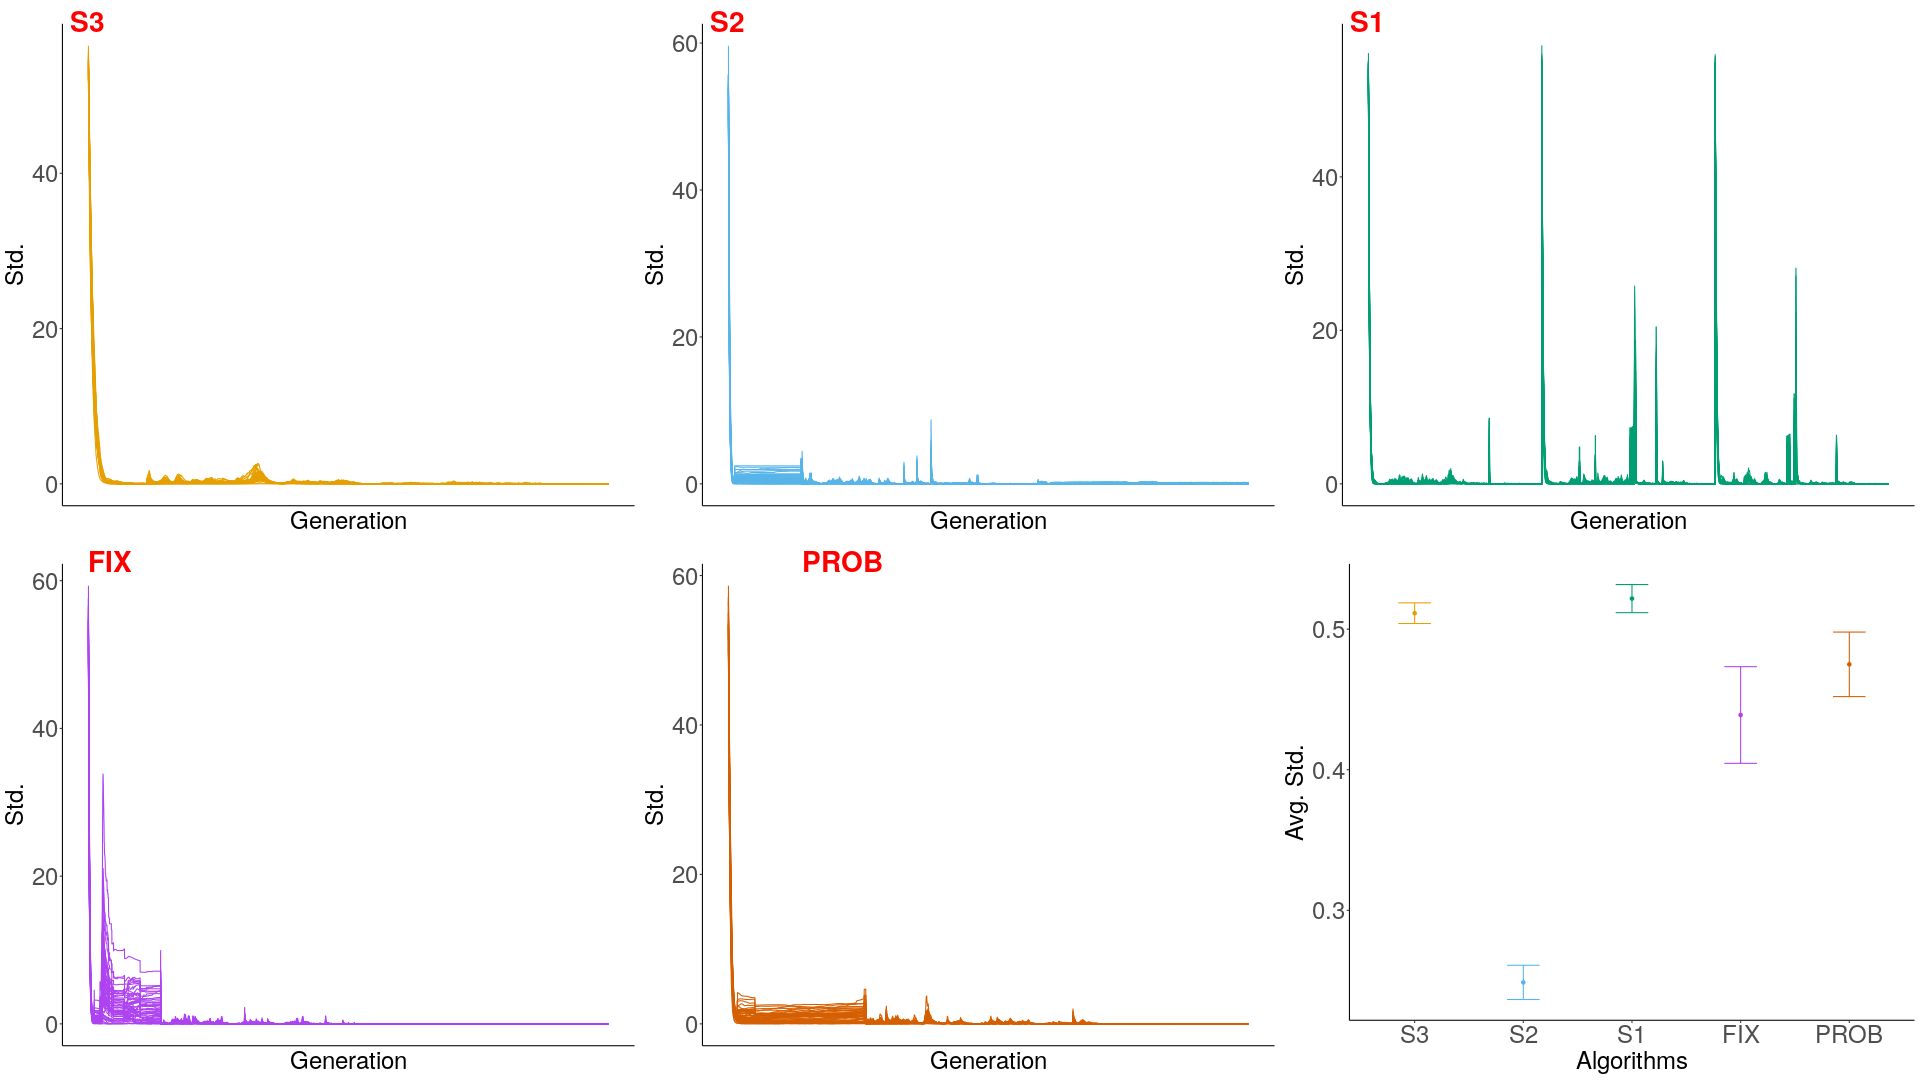 S3
Std.
40
20
0
Generation
S2
Std.
60
40
20
0
Generation
S1
Std.
40
20
0
Generation
FIX
Std.
60
40
20
0
Generation
PROB
Std.
60
40
20
0
Generation
Avg. Std.
0.5
0.4
0.3
S3 S2 S1 FIX PROB
Algorithms